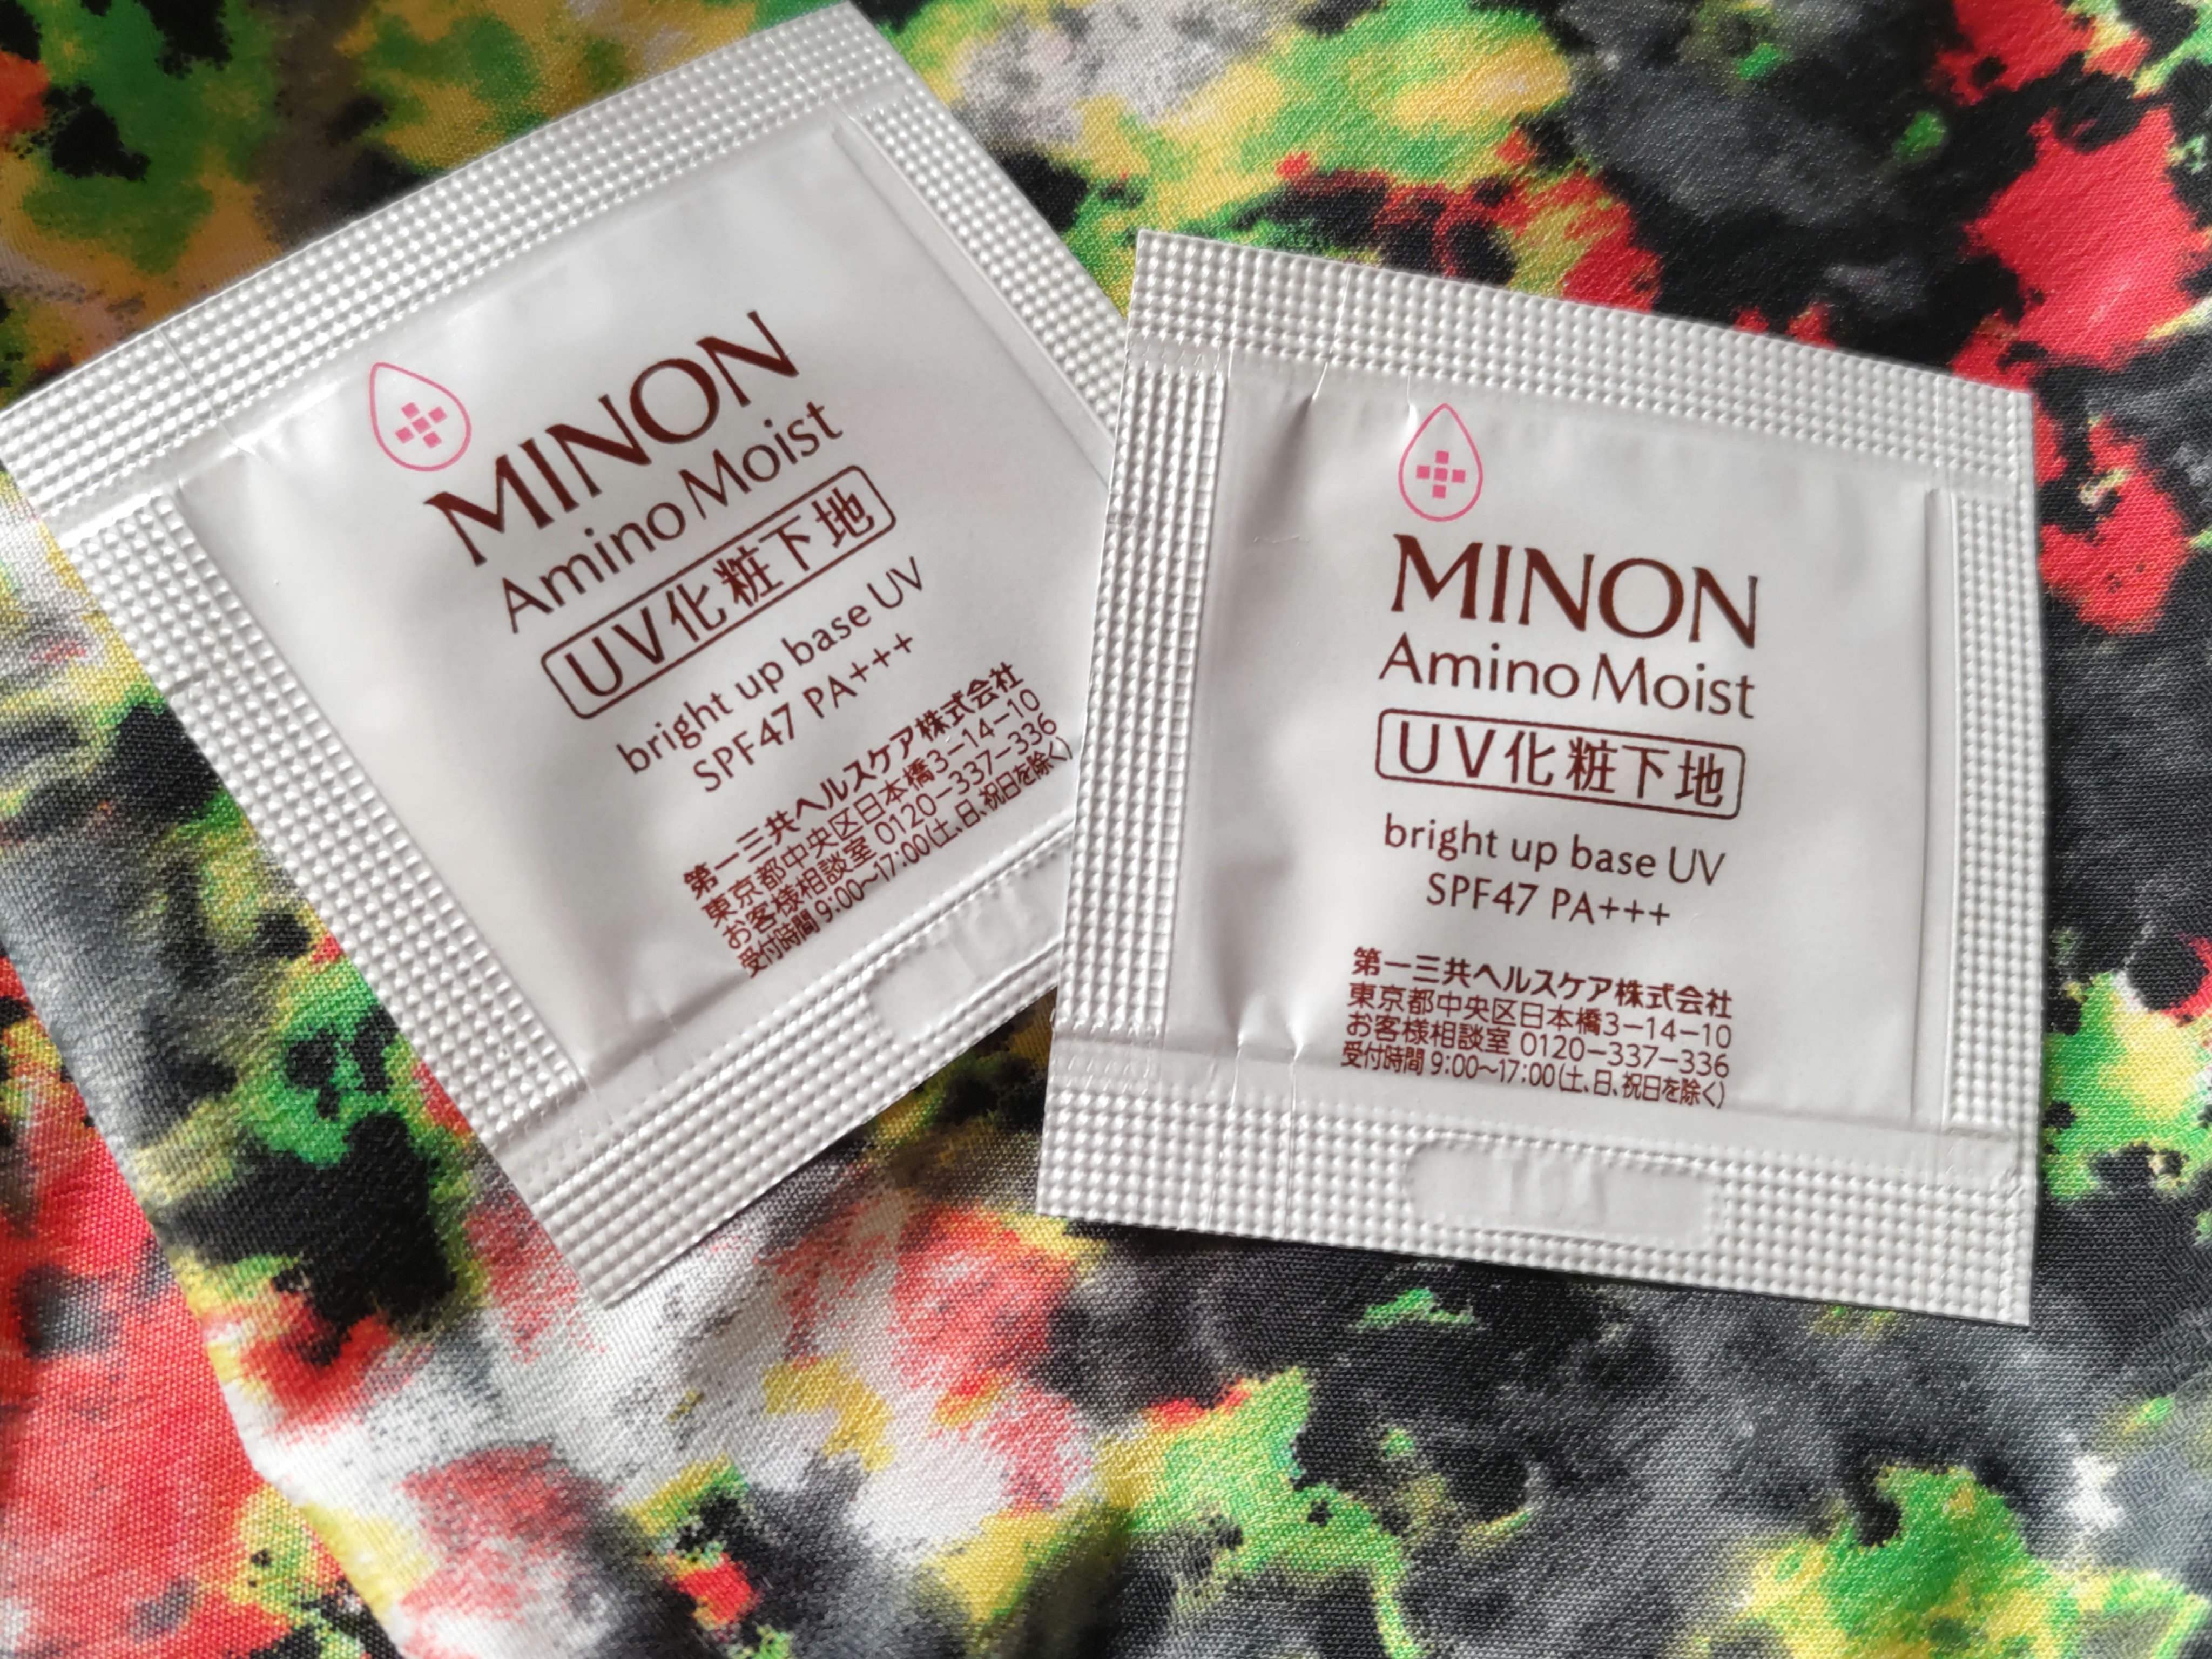 MINON
Amino Moist
UV化粧下地
bright up base UV
SPF47 PA+++
第一三共ヘルスケア株式会社
東京都中央区日本橋3-14-10
お客様相談室 0120-337-336
受付時間 9:00~17:00(土、日、祝日を除く)
MINON
Amino Moist
UV化粧下地
bright up base UV
SPF47 PA+++
第一三共ヘルスケア株式会社
東京都中央区日本橋3-14-10
お客様相談室 0120-337-336
受付時間 9:00~17:00(土、日、祝日を除く)